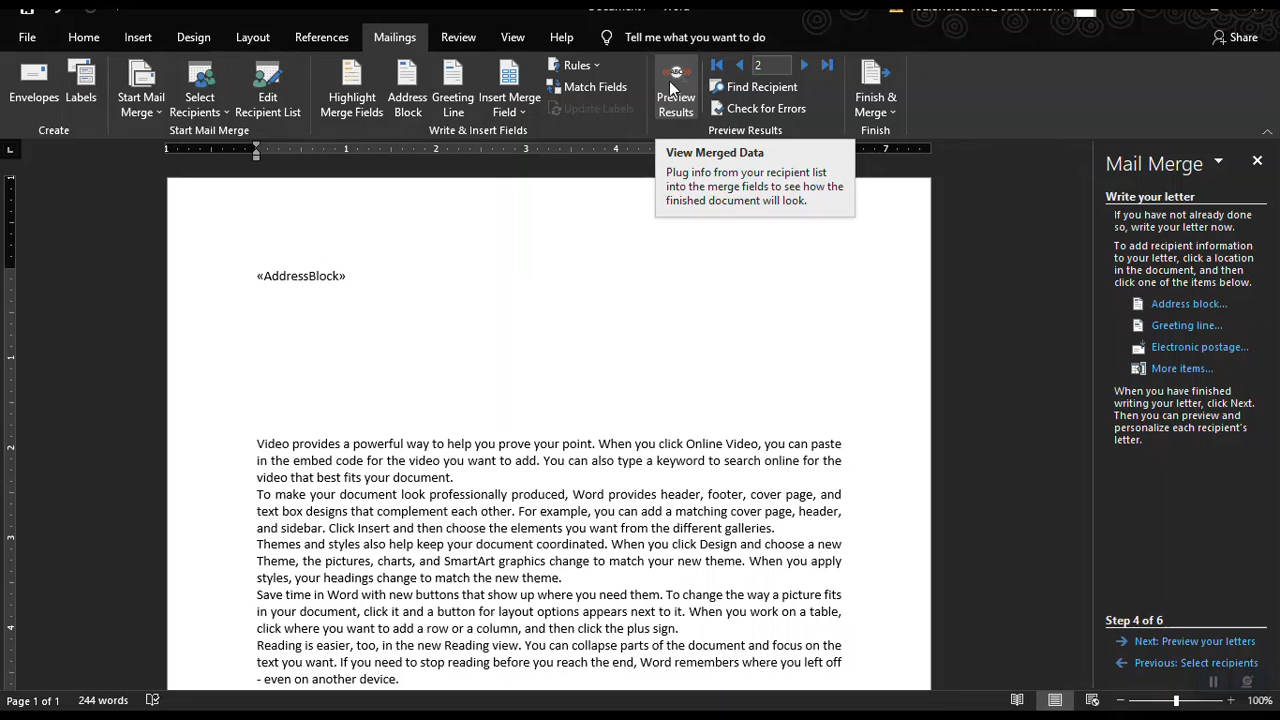 File Home Insert Design Layout References Mailings Review View Help Tell me what you want to do Share
Envelopes
Labels
Create
Start Mail
Merge
Select
Recipients
Edit
Recipient List
Start Mail Merge
Highlight
Merge Fields
Address
Block
Greeting
Line
Insert Merge
Field
Rules
Match Fields
Update Labels
Write & Insert Fields
ABC
Preview
Results
2
Find Recipient
Check for Errors
Preview Results
Finish &
Merge
Finish
View Merged Data
Plug info from your recipient list
into the merge fields to see how the
finished document will look.
1 1 2 3 4 7
1
2
3
4
«AddressBlock»
Video provides a powerful way to help you prove your point. When you click Online Video, you can paste
in the embed code for the video you want to add. You can also type a keyword to search online for the
video that best fits your document.
To make your document look professionally produced, Word provides header, footer, cover page, and
text box designs that complement each other. For example, you can add a matching cover page, header,
and sidebar. Click Insert and then choose the elements you want from the different galleries.
Themes and styles also help keep your document coordinated. When you click Design and choose a new
Theme, the pictures, charts, and SmartArt graphics change to match your new theme. When you apply
styles, your headings change to match the new theme.
Save time in Word with new buttons that show up where you need them. To change the way a picture fits
in your document, click it and a button for layout options appears next to it. When you work on a table,
click where you want to add a row or a column, and then click the plus sign.
Reading is easier, too, in the new Reading view. You can collapse parts of the document and focus on the
text you want. If you need to stop reading before you reach the end, Word remembers where you left off
- even on another device.
Mail Merge
Write your letter
If you have not already done
so, write your letter now.
To add recipient information
to your letter, click a location
in the document, and then
click one of the items below.
Address block...
Greeting line...
Electronic postage...
More items...
When you have finished
writing your letter, click Next.
Then you can preview and
personalize each recipient's
letter.
Step 4 of 6
Next: Preview your letters
Previous: Select recipients
Page 1 of 1 244 words 100%